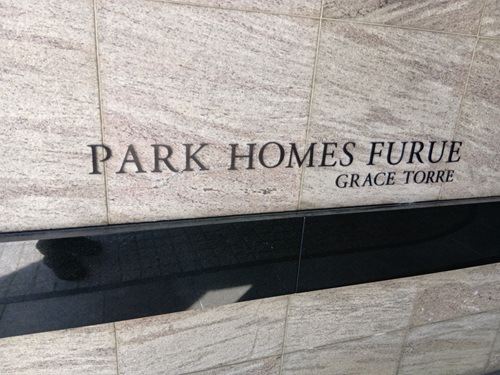 PARK HOMES FURUE
GRACE TORRE